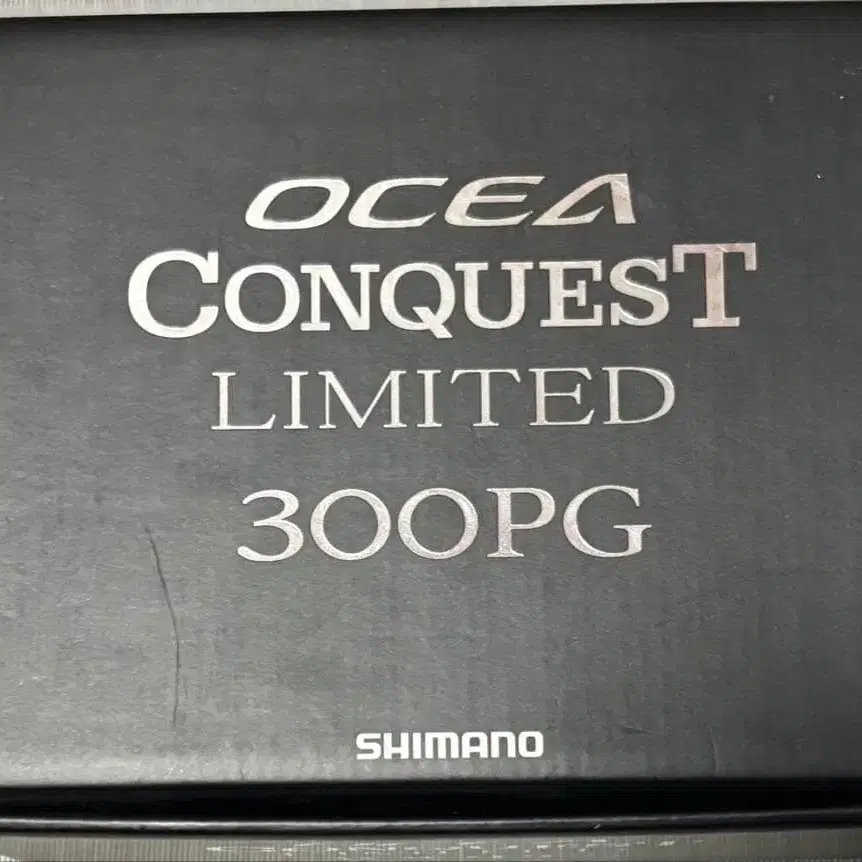 OCEA
CONQUEST
LIMITED
300PG
SHIMANO